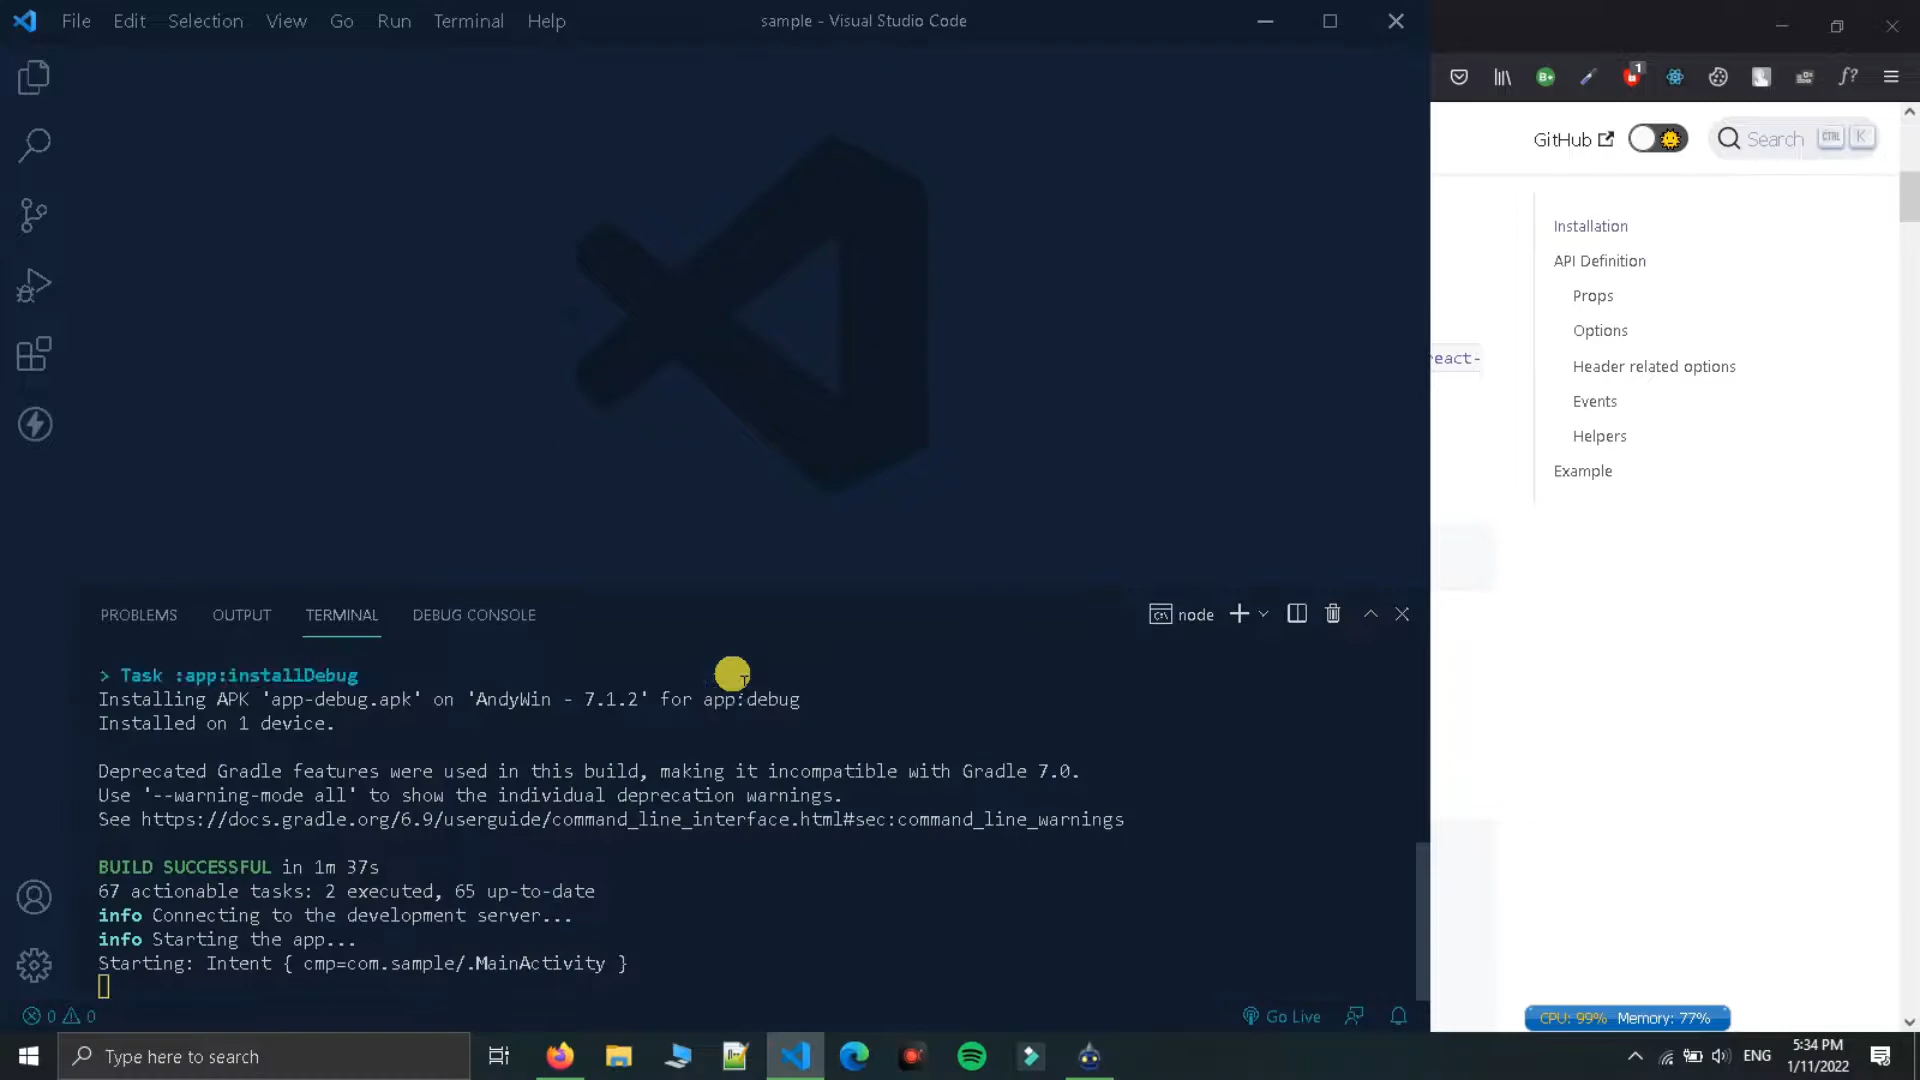 File Edit Selection View Go Run Terminal Help
sample - Visual Studio Code
B+
1
f?
GitHub
Search CTRL K
Installation
API Definition
Props
Options
Header related options
Events
Helpers
Example
react-
PROBLEMS OUTPUT TERMINAL DEBUG CONSOLE
node
> Task :app:installDebug
Installing APK 'app-debug.apk' on 'AndyWin - 7.1.2' for app:debug
Installed on 1 device.
Deprecated Gradle features were used in this build, making it incompatible with Gradle 7.0.
Use '--warning-mode all' to show the individual deprecation warnings.
See https://docs.gradle.org/6.9/userguide/command_line_interface.html#sec:command_line_warnings
BUILD SUCCESSFUL in 1m 37s
67 actionable tasks: 2 executed, 65 up-to-date
info Connecting to the development server...
info Starting the app...
Starting: Intent { cmp=com.sample/.MainActivity }
0 0
Go Live
CPU: 99% Memory: 77%
Type here to search
ENG
5:34 PM
1/11/2022